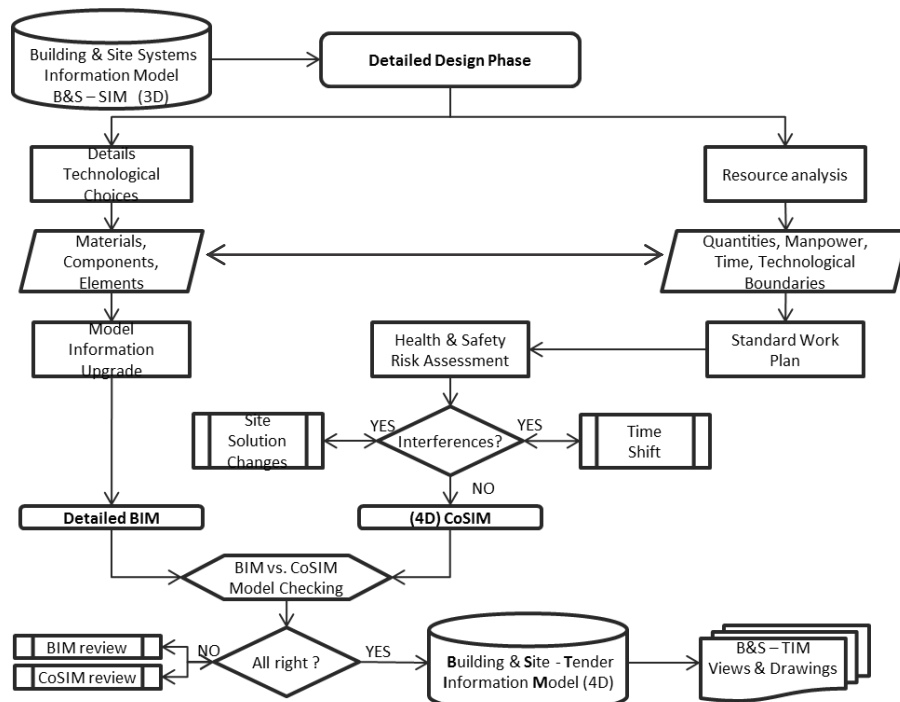 Building & Site Systems
Information Model
B&S – SIM (3D)
Detailed Design Phase
Details
Technological
Choices
Resource analysis
Materials,
Components,
Elements
Quantities, Manpower,
Time, Technological
Boundaries
Model
Information
Upgrade
Health & Safety
Risk Assessment
Standard Work
Plan
Site
Solution
Changes
YES
Interferences?
YES
Time
Shift
NO
Detailed BIM
(4D) CoSIM
BIM vs. CoSIM
Model Checking
BIM review
CoSIM review
NO
All right ?
YES
Building & Site - Tender
Information Model (4D)
B&S – TIM
Views & Drawings